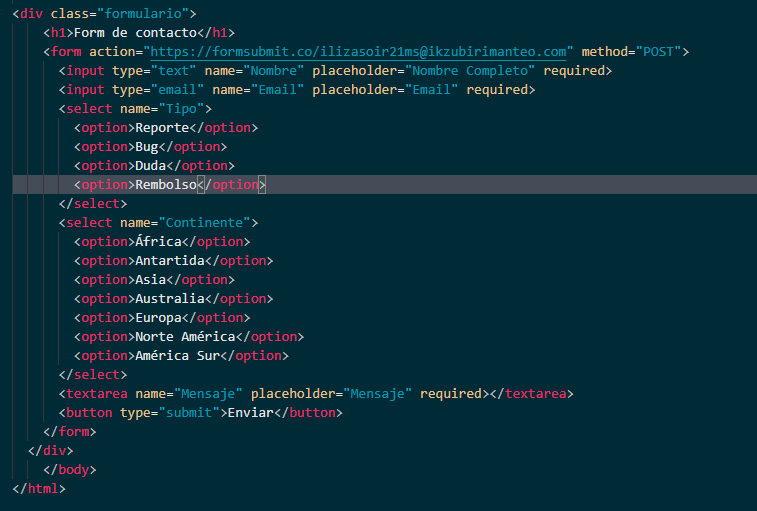 <div class="formulario">
<h1>Form de contacto</h1>
<form action="https://formsubmit.co/ilizasoir21ms@ikzubirimanteo.com" method="POST">
<input type="text" name="Nombre" placeholder="Nombre Completo" required>
<input type="email" name="Email" placeholder="Email" required>
<select name="Tipo">
<option>Reporte</option>
<option>Bug</option>
<option>Duda</option>
<option>Rembolso</option>
</select>
<select name="Continente">
<option>África</option>
<option>Antartida</option>
<option>Asia</option>
<option>Australia</option>
<option>Europa</option>
<option>Norte América</option>
<option>América Sur</option>
</select>
<textarea name="Mensaje" placeholder="Mensaje" required></textarea>
<button type="submit">Enviar</button>
</form>
</div>
</body>
</html>